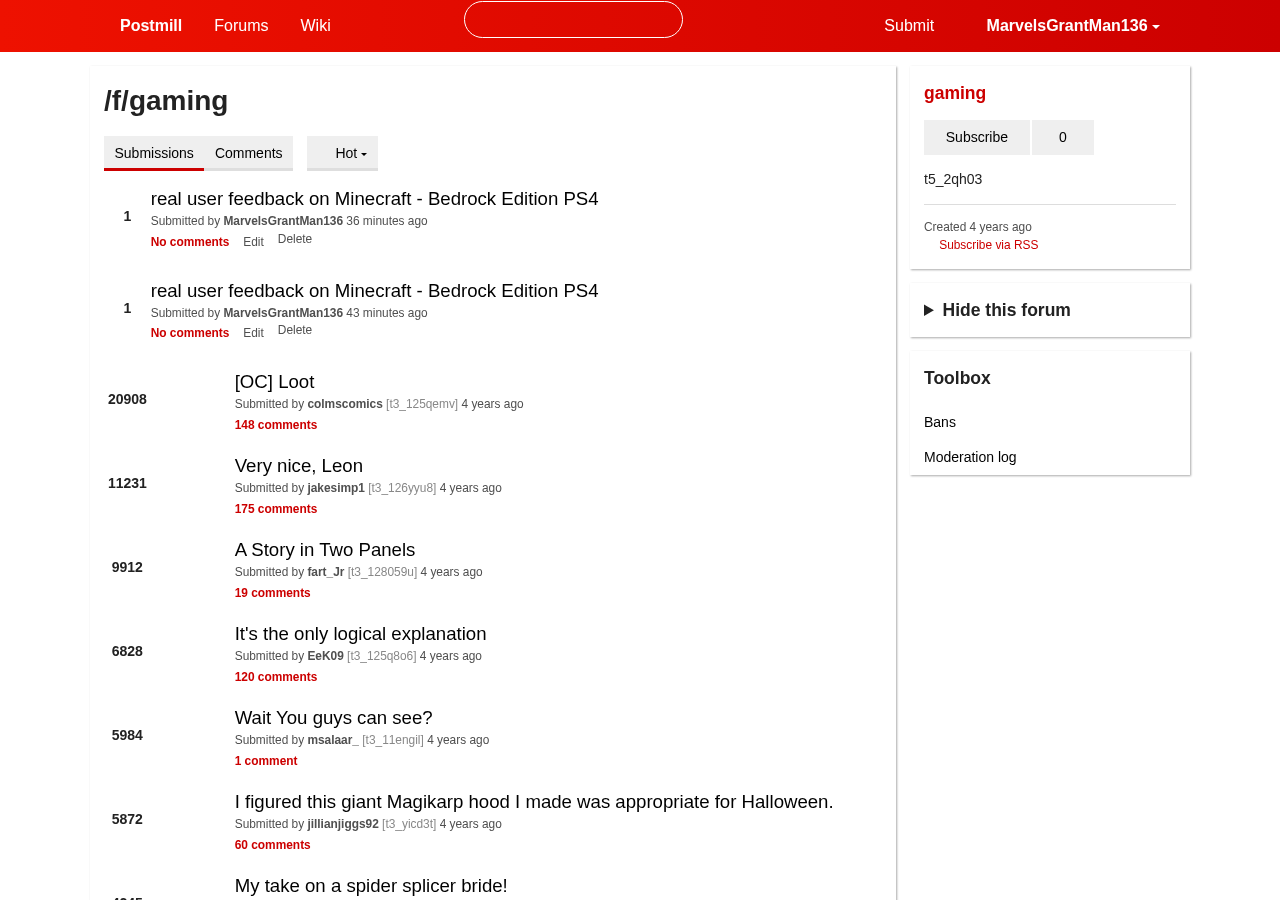 Postmill Forums Wiki Submit MarvelsGrantMan136
/f/gaming
Submissions Comments Hot
1
real user feedback on Minecraft - Bedrock Edition PS4
Submitted by MarvelsGrantMan136 36 minutes ago
No comments Edit Delete
1
real user feedback on Minecraft - Bedrock Edition PS4
Submitted by MarvelsGrantMan136 43 minutes ago
No comments Edit Delete
20908
[OC] Loot
Submitted by colmscomics [t3_125qemv] 4 years ago
148 comments
11231
Very nice, Leon
Submitted by jakesimp1 [t3_126yyu8] 4 years ago
175 comments
9912
A Story in Two Panels
Submitted by fart_Jr [t3_128059u] 4 years ago
19 comments
6828
It's the only logical explanation
Submitted by EeK09 [t3_125q8o6] 4 years ago
120 comments
5984
Wait You guys can see?
Submitted by msalaar_ [t3_11engil] 4 years ago
1 comment
5872
I figured this giant Magikarp hood I made was appropriate for Halloween.
Submitted by jillianjiggs92 [t3_yicd3t] 4 years ago
60 comments
My take on a spider splicer bride!
gaming
Subscribe 0
t5_2qh03
Created 4 years ago
Subscribe via RSS
Hide this forum
Toolbox
Bans
Moderation log